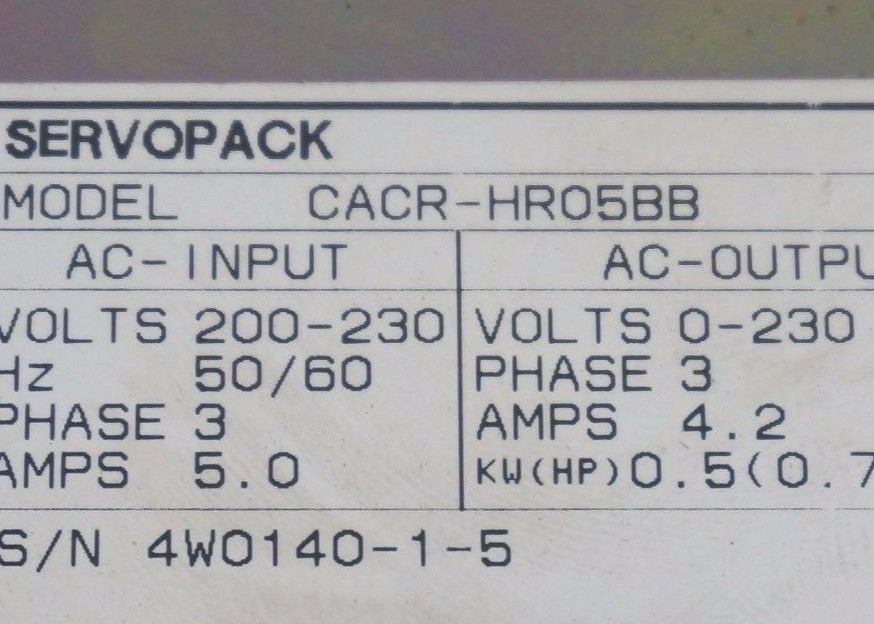 SERVOPACK
MODEL CACR-HR05BB
AC-INPUT AC-OUTPU
VOLTS 200-230 VOLTS 0-230
Hz 50/60 PHASE 3
PHASE 3 AMPS 4.2
AMPS 5.0 KW(HP) 0.5(0.7
S/N 4W0140-1-5